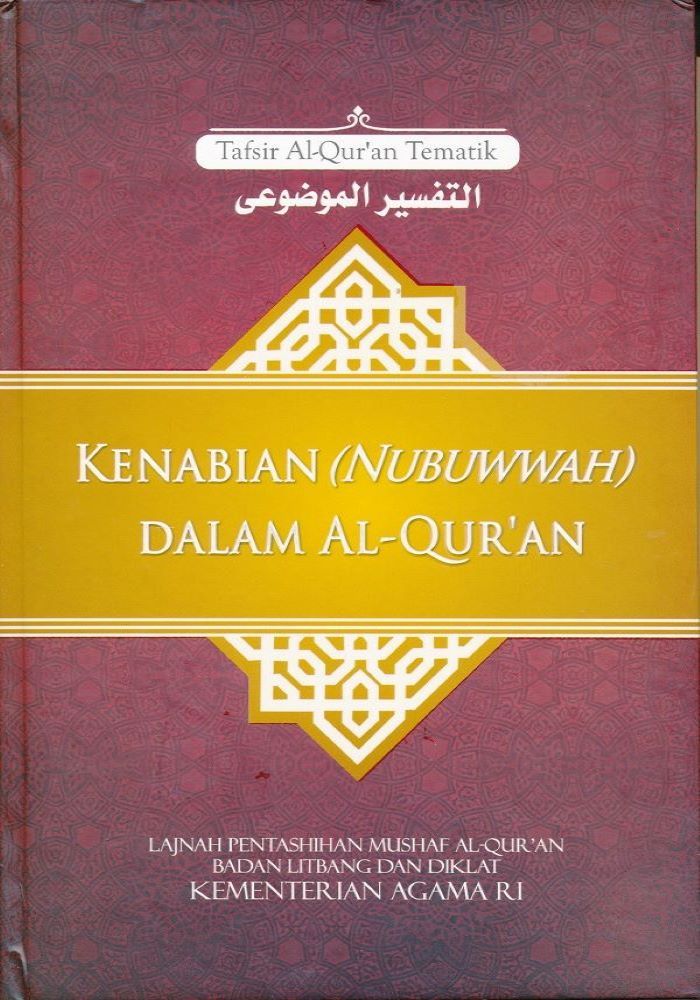 Tafsir Al-Qur'an Tematik
التفسير الموضوعى
KENABIAN (NUBUWWAH)
DALAM AL-QUR'AN
LAJNAH PENTASHIHAN MUSHAF AL-QUR'AN
BADAN LITBANG DAN DIKLAT
KEMENTERIAN AGAMA RI